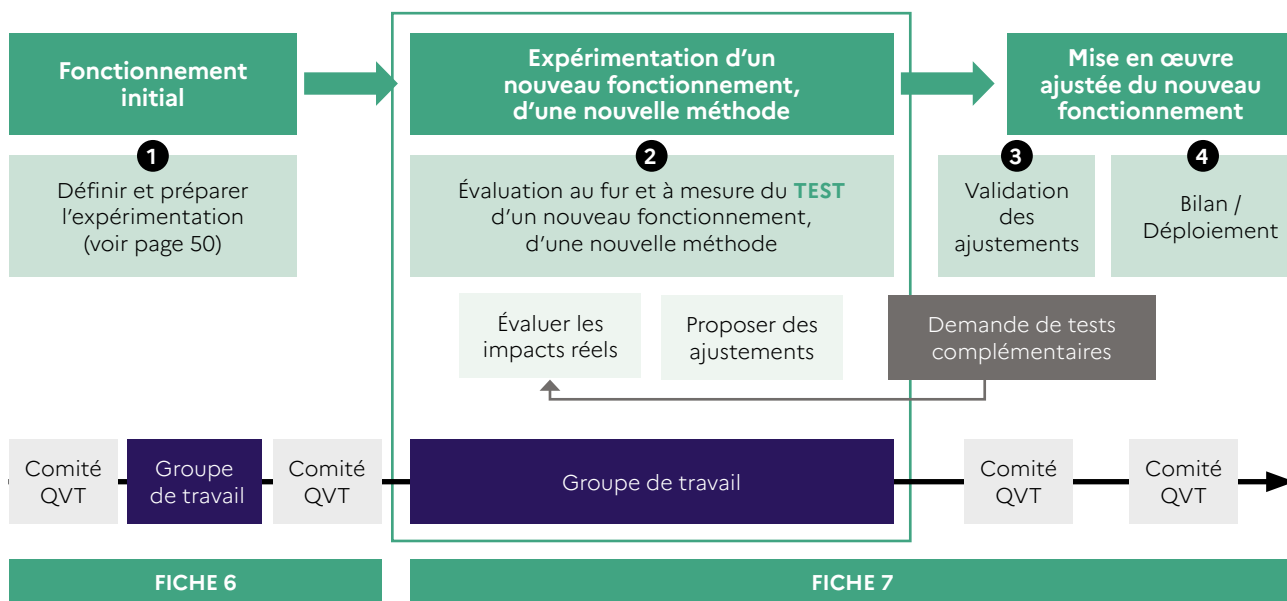 Fonctionnement
initial
Expérimentation d’un
nouveau fonctionnement,
d’une nouvelle méthode
Mise en œuvre
ajustée du nouveau
fonctionnement
1
Définir et préparer
l’expérimentation
(voir page 50)
2
Évaluation au fur et à mesure du TEST
d’un nouveau fonctionnement,
d’une nouvelle méthode
3
Validation
des
ajustements
4
Bilan /
Déploiement
Évaluer les
impacts réels
Proposer des
ajustements
Demande de tests
complémentaires
Comité
QVT
Groupe
de travail
Comité
QVT
Groupe de travail
Comité
QVT
Comité
QVT
FICHE 6
FICHE 7